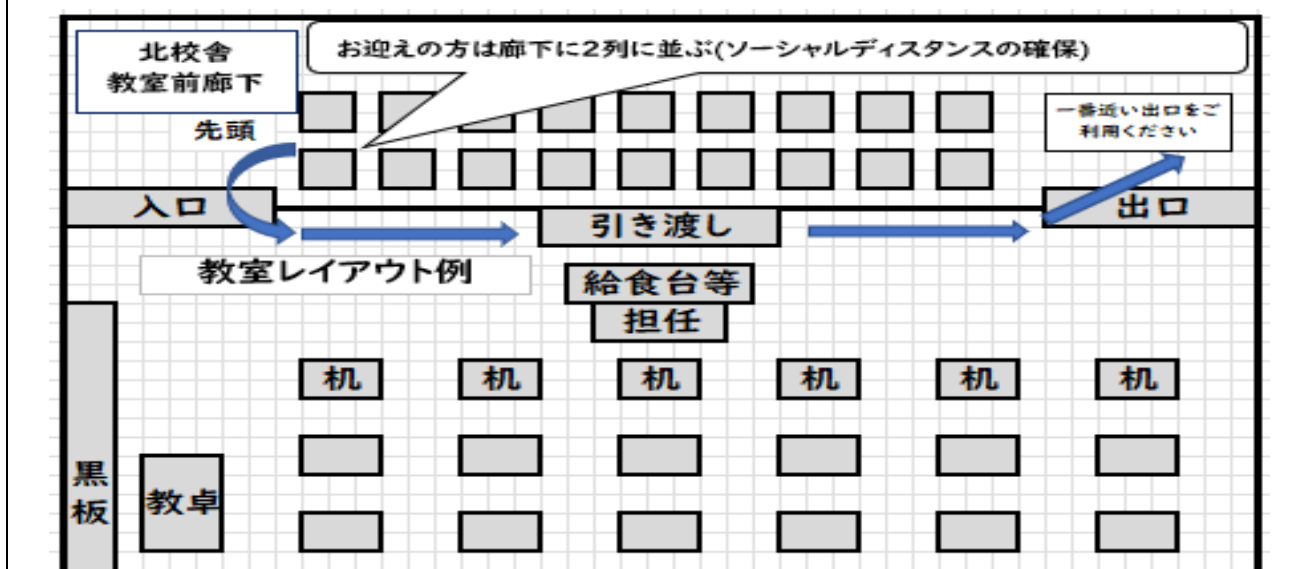 北校舎
教室前廊下
お迎えの方は廊下に2列に並ぶ(ソーシャルディスタンスの確保)
先頭
一番近い出口をご
利用ください
入口
引き渡し
出口
教室レイアウト例
給食台等
担任
机 机 机 机 机 机
黒板
教卓